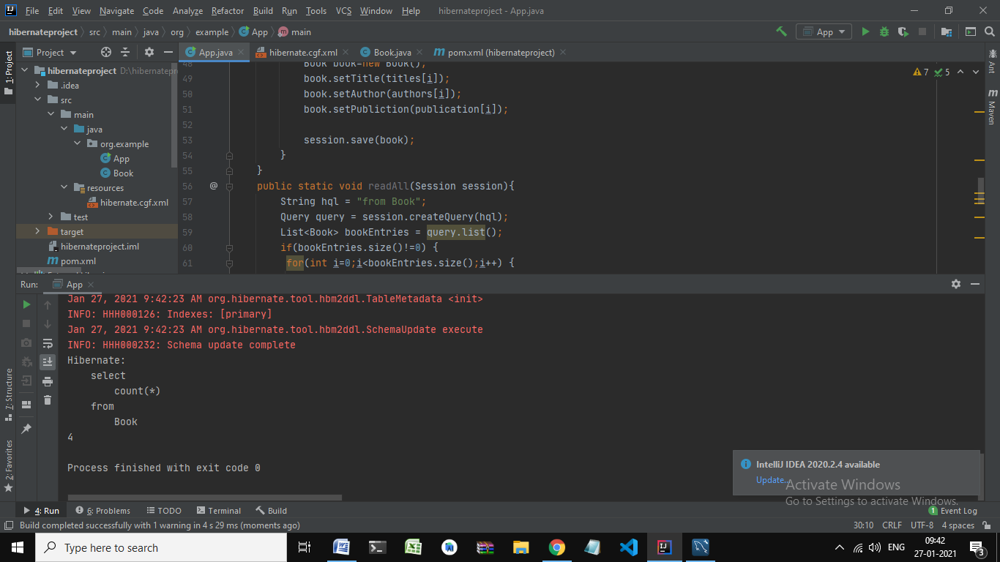 File Edit View Navigate Code Analyze Refactor Build Run Tools VCS Window Help hibernateproject - App.java
hibernateproject src main java org example App main
App
Project
App.java hibernate.cgf.xml Book.java pom.xml (hibernateproject)
1: Project
Ant
Maven
hibernateproject D:\hibernatepr
.idea
src
main
java
org.example
App
Book
resources
hibernate.cgf.xml
test
target
hibernateproject.iml
pom.xml
7 5
48 Book book=new Book();
49 book.setTitle(titles[i]);
50 book.setAuthor(authors[i]);
51 book.setPubliction(publication[i]);
52
53 session.save(book);
54 }
55 }
56 @ public static void readAll(Session session){
57 String hql = "from Book";
58 Query query = session.createQuery(hql);
59 List<Book> bookEntries = query.list();
60 if(bookEntries.size()!=0) {
61 for(int i=0;i<bookEntries.size();i++) {
Run: App
Jan 27, 2021 9:42:23 AM org.hibernate.tool.hbm2ddl.TableMetadata <init>
INFO: HHH000126: Indexes: [primary]
Jan 27, 2021 9:42:23 AM org.hibernate.tool.hbm2ddl.SchemaUpdate execute
INFO: HHH000232: Schema update complete
Hibernate:
select
count(*)
from
Book
4
Process finished with exit code 0
7: Structure
2: Favorites
IntelliJ IDEA 2020.2.4 available
Update...
Activate Windows
Go to Settings to activate Windows.
4: Run 6: Problems TODO Terminal Build 1 Event Log
Build completed successfully with 1 warning in 4 s 29 ms (moments ago) 30:10 CRLF UTF-8 4 spaces
Type here to search
ENG
09:42
27-01-2021
3